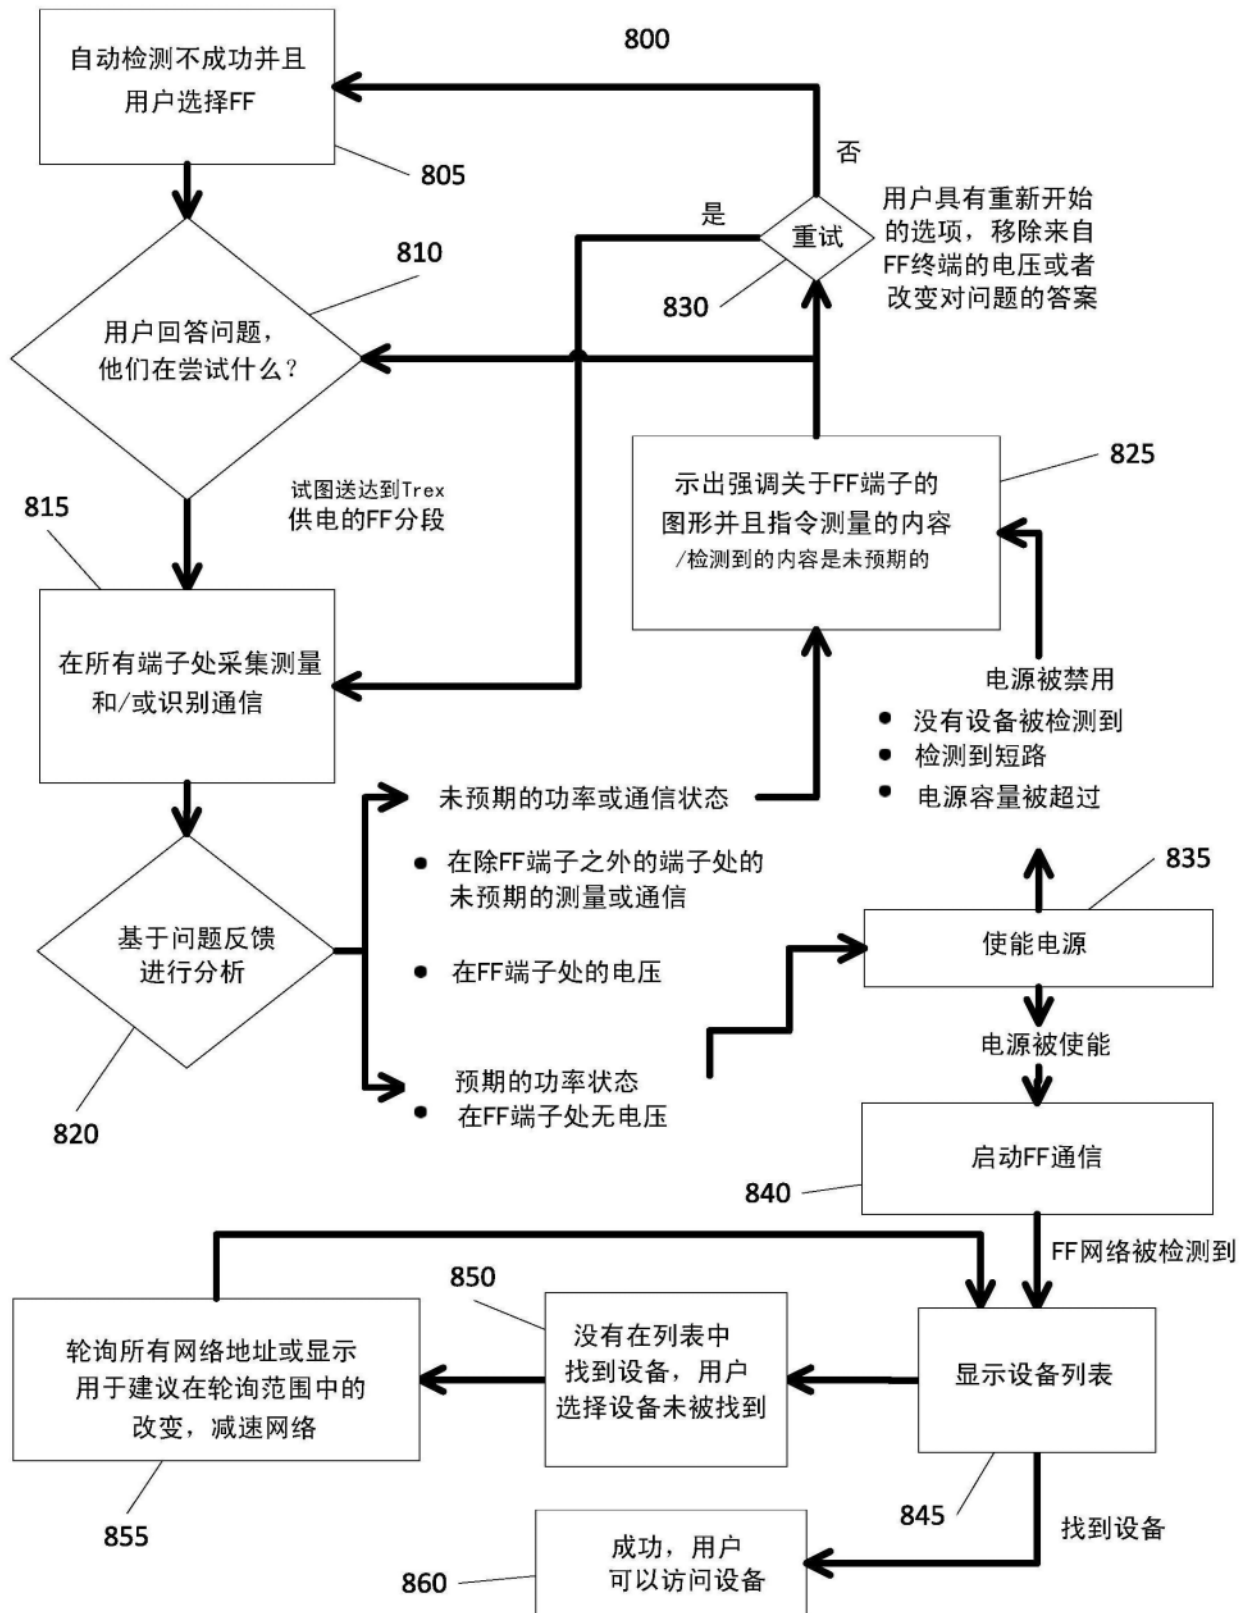 800
自动检测不成功并且
用户选择FF
805
否
是
重试
830
用户具有重新开始
的选项，移除来自
FF终端的电压或者
改变对问题的答案
810
用户回答问题，
他们在尝试什么？
试图送达到Trex
供电的FF分段
815
825
示出强调关于FF端子的
图形并且指令测量的内容
/检测到的内容是未预期的
在所有端子处采集测量
和/或识别通信
电源被禁用
● 没有设备被检测到
● 检测到短路
● 电源容量被超过
未预期的功率或通信状态
● 在除FF端子之外的端子处的
未预期的测量或通信
● 在FF端子处的电压
基于问题反馈
进行分析
820
预期的功率状态
● 在FF端子处无电压
835
使能电源
电源被使能
启动FF通信
840
FF网络被检测到
850
没有在列表中
找到设备，用户
选择设备未被找到
显示设备列表
845
轮询所有网络地址或显示
用于建议在轮询范围中的
改变，减速网络
855
找到设备
成功，用户
可以访问设备
860